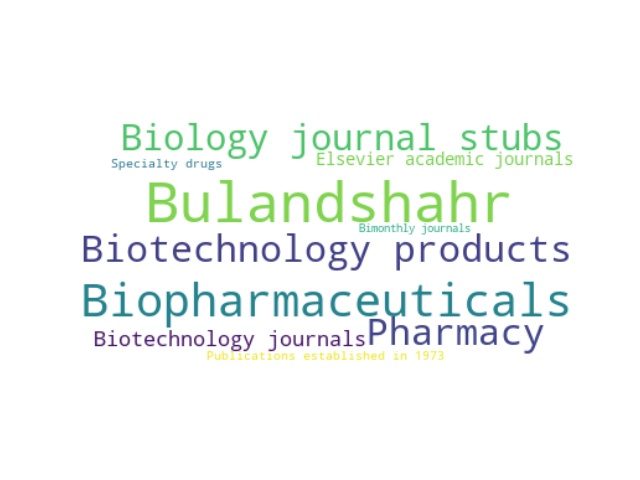 Biology journal stubs
Elsevier academic journals
Specialty drugs
Bulandshahr
Bimonthly journals
Biotechnology products
Biopharmaceuticals
Pharmacy
Biotechnology journals
Publications established in 1973